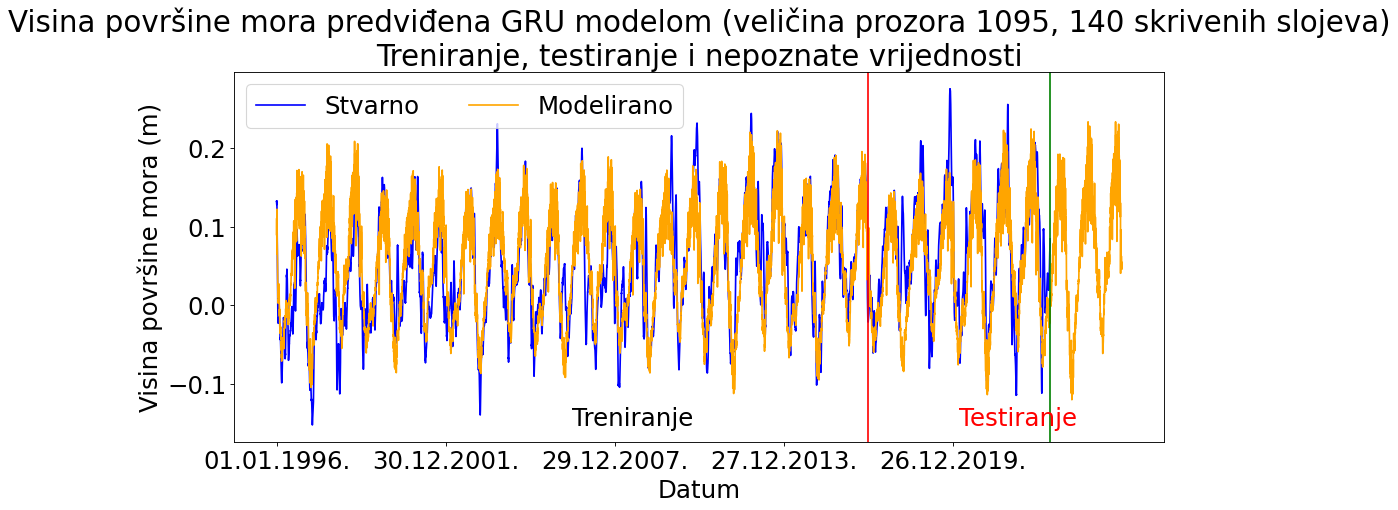 Visina površine mora predviđena GRU modelom (veličina prozora 1095, 140 skrivenih slojeva)
Treniranje, testiranje i nepoznate vrijednosti
Stvarno
Modelirano
Visina površine mora (m)
0.2
0.1
0.0
−0.1
Treniranje
Testiranje
01.01.1996.
30.12.2001.
29.12.2007.
27.12.2013.
26.12.2019.
Datum